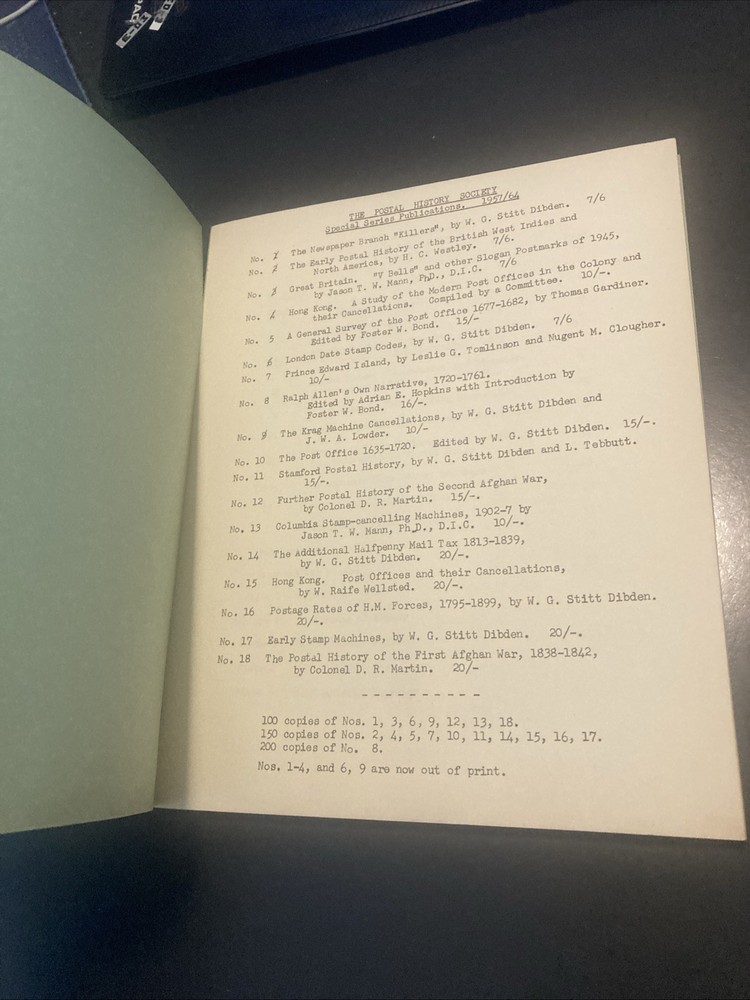 THE POSTAL HISTORY SOCIETY
Special Series Publications, 1957/64
No. 1 The Newspaper Branch "Killers", by W. G. Stitt Dibden. 7/6
No. 2 The Early Postal History of the British West Indies and
North America, by H. C. Westley. 7/6.
No. 3 Great Britain. "V Bells" and other Slogan Postmarks of 1945,
by Jason T. W. Mann, Ph.D., D.I.C. 7/6
No. 4 Hong Kong. A Study of the Modern Post Offices in the Colony and
their Cancellations. Compiled by a Committee. 10/-.
No. 5 A General Survey of the Post Office 1677-1682, by Thomas Gardiner.
Edited by Foster W. Bond. 15/-
No. 6 London Date Stamp Codes, by W. G. Stitt Dibden. 7/6
No. 7 Prince Edward Island, by Leslie G. Tomlinson and Nugent M. Clougher.
10/-
No. 8 Ralph Allen's Own Narrative, 1720-1761.
Edited by Adrian E. Hopkins with Introduction by
Foster W. Bond. 16/-
No. 9 The Krag Machine Cancellations, by W. G. Stitt Dibden and
J. W. A. Lowder. 10/-
No. 10 The Post Office 1635-1720. Edited by W. G. Stitt Dibden. 15/-.
No. 11 Stamford Postal History, by W. G. Stitt Dibden and L. Tebbutt.
15/-.
No. 12 Further Postal History of the Second Afghan War,
by Colonel D. R. Martin. 15/-.
No. 13 Columbia Stamp-cancelling Machines, 1902-7 by
Jason T. W. Mann, Ph.D., D.I.C. 10/-.
No. 14 The Additional Halfpenny Mail Tax 1813-1839,
by W. G. Stitt Dibden. 20/-.
No. 15 Hong Kong. Post Offices and their Cancellations,
by W. Raife Wellsted. 20/-.
No. 16 Postage Rates of H.M. Forces, 1795-1899, by W. G. Stitt Dibden.
20/-.
No. 17 Early Stamp Machines, by W. G. Stitt Dibden. 20/-.
No. 18 The Postal History of the First Afghan War, 1838-1842,
by Colonel D. R. Martin. 20/-
----------
100 copies of Nos. 1, 3, 6, 9, 12, 13, 18.
150 copies of Nos. 2, 4, 5, 7, 10, 11, 14, 15, 16, 17.
200 copies of No. 8.
Nos. 1-4, and 6, 9 are now out of print.